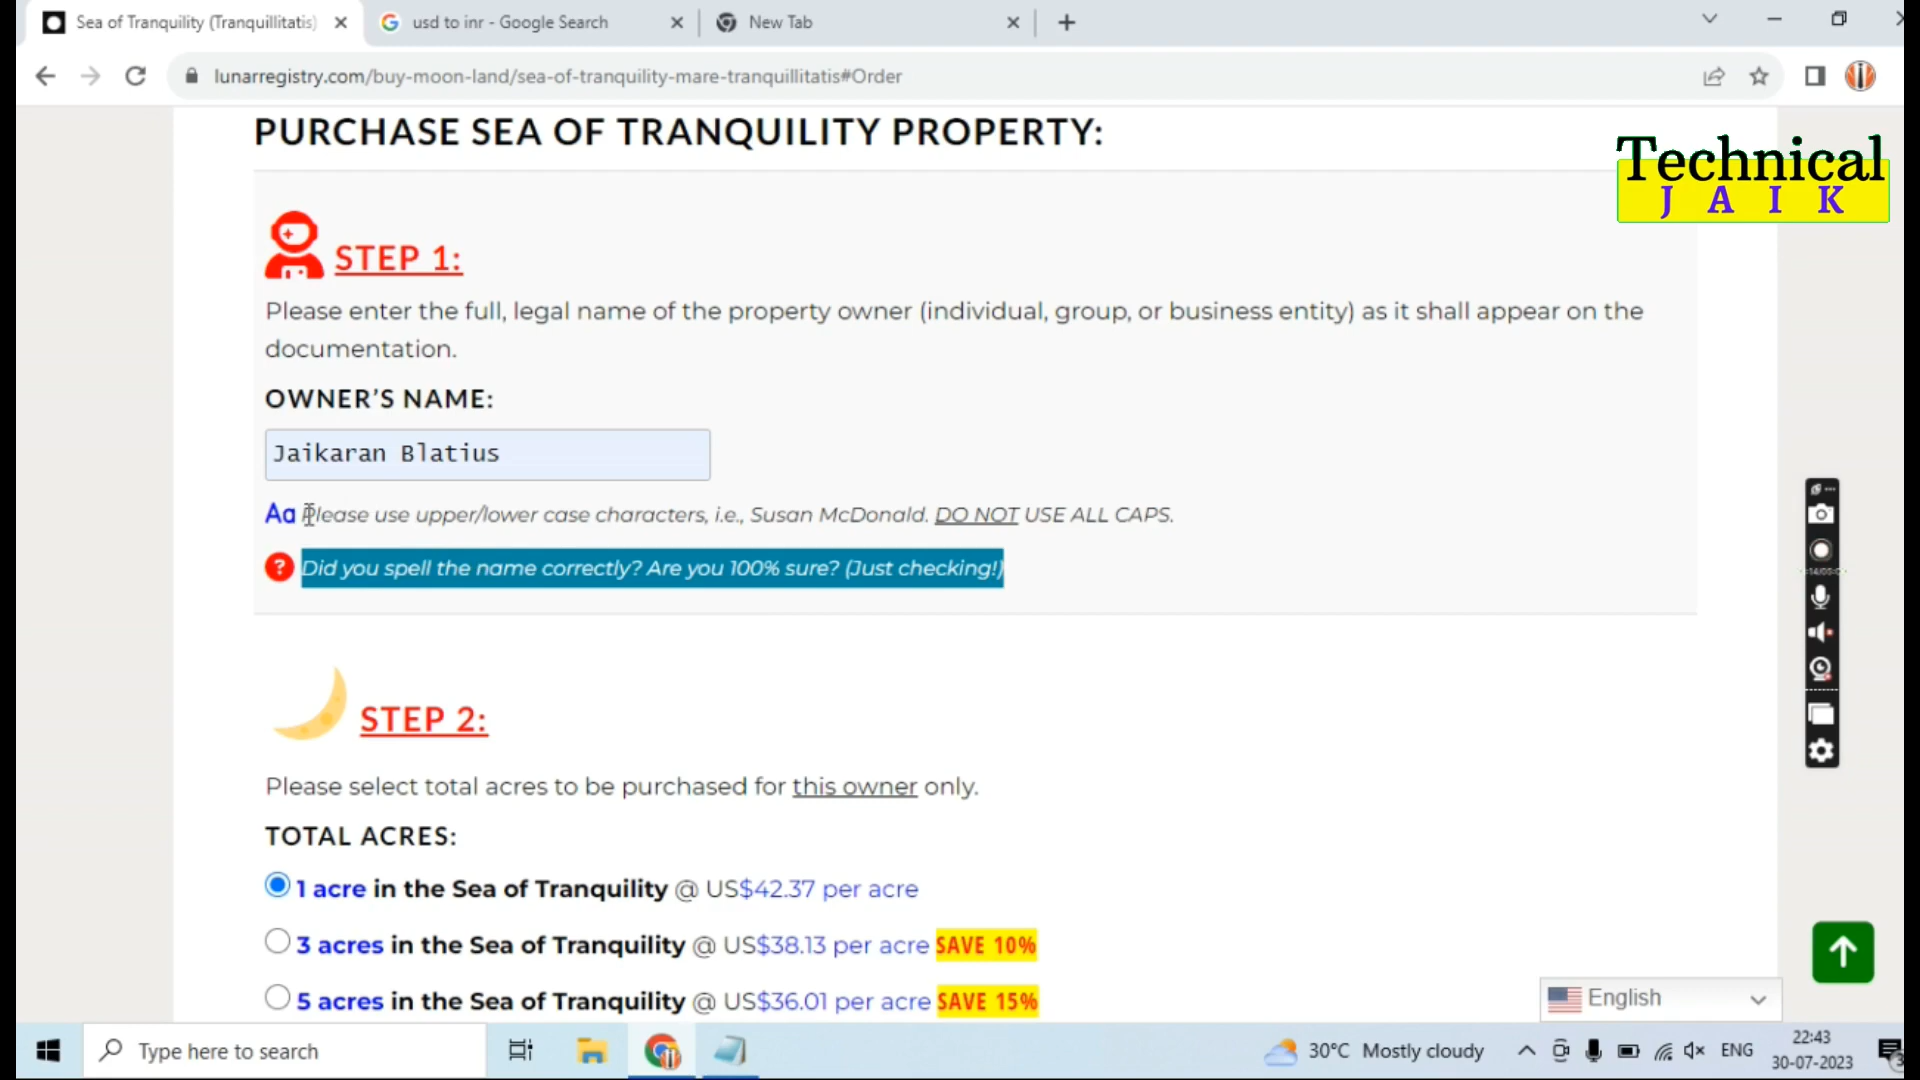 Sea of Tranquility (Tranquillitatis)
usd to inr - Google Search
New Tab
lunarregistry.com/buy-moon-land/sea-of-tranquility-mare-tranquillitatis#Order
PURCHASE SEA OF TRANQUILITY PROPERTY:
Technical
JAIK
STEP 1:
Please enter the full, legal name of the property owner (individual, group, or business entity) as it shall appear on the
documentation.
OWNER'S NAME:
Jaikaran Blatius
Aa Please use upper/lower case characters, i.e., Susan McDonald. DO NOT USE ALL CAPS.
? Did you spell the name correctly? Are you 100% sure? (Just checking!)
STEP 2:
Please select total acres to be purchased for this owner only.
TOTAL ACRES:
1 acre in the Sea of Tranquility @ US$42.37 per acre
3 acres in the Sea of Tranquility @ US$38.13 per acre SAVE 10%
5 acres in the Sea of Tranquility @ US$36.01 per acre SAVE 15%
English
Type here to search
30°C Mostly cloudy
ENG
22:43
30-07-2023